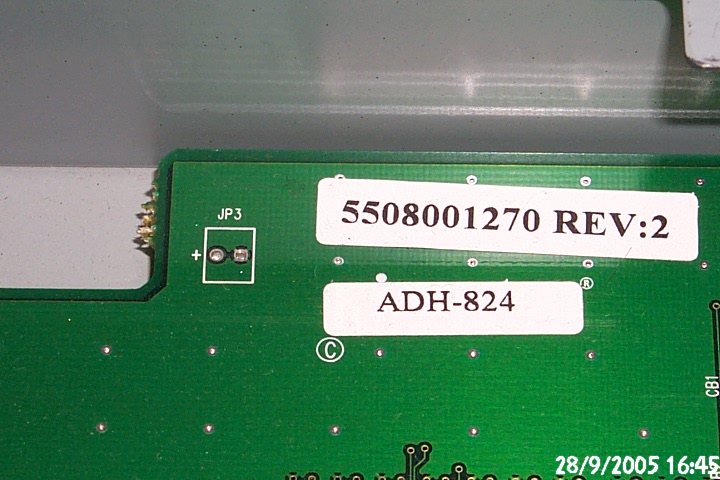 JP3
+
5508001270 REV:2
®
ADH-824
©
CB1
28/9/2005 16:45